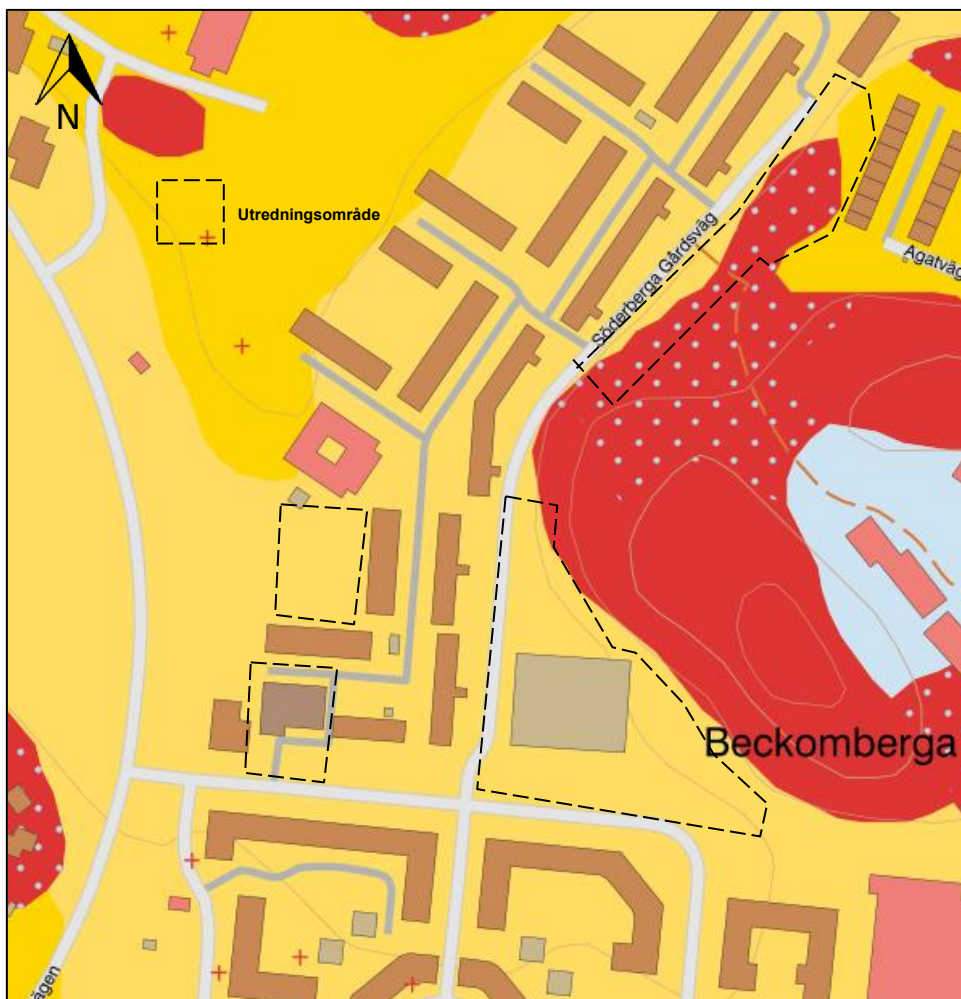 N
Utredningsområde
Söderberga Gårdsväg
Agatväg
Beckomberga
ägen